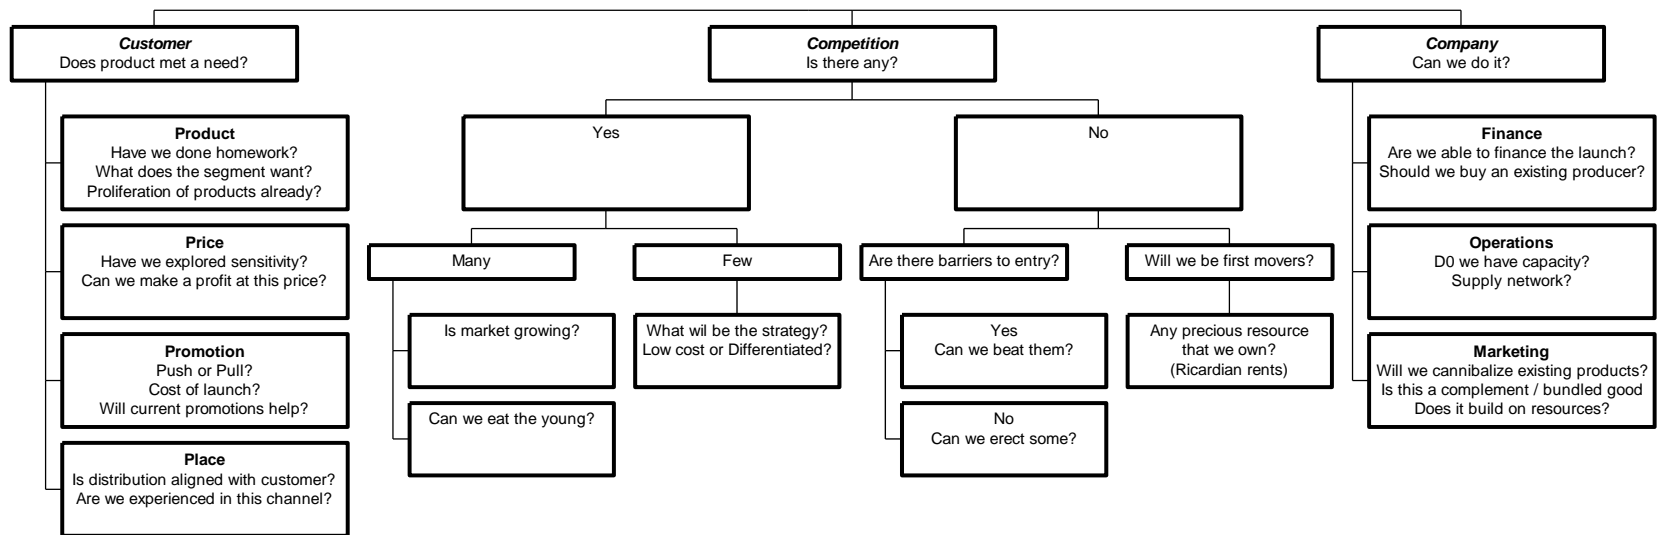 Customer
Does product met a need?
Product
Have we done homework?
What does the segment want?
Proliferation of products already?
Price
Have we explored sensitivity?
Can we make a profit at this price?
Promotion
Push or Pull?
Cost of launch?
Will current promotions help?
Place
Is distribution aligned with customer?
Are we experienced in this channel?
Competition
Is there any?
Yes
Many
Is market growing?
Can we eat the young?
Few
What wil be the strategy?
Low cost or Differentiated?
No
Are there barriers to entry?
Yes
Can we beat them?
No
Can we erect some?
Will we be first movers?
Any precious resource
that we own?
(Ricardian rents)
Company
Can we do it?
Finance
Are we able to finance the launch?
Should we buy an existing producer?
Operations
D0 we have capacity?
Supply network?
Marketing
Will we cannibalize existing products?
Is this a complement / bundled good
Does it build on resources?